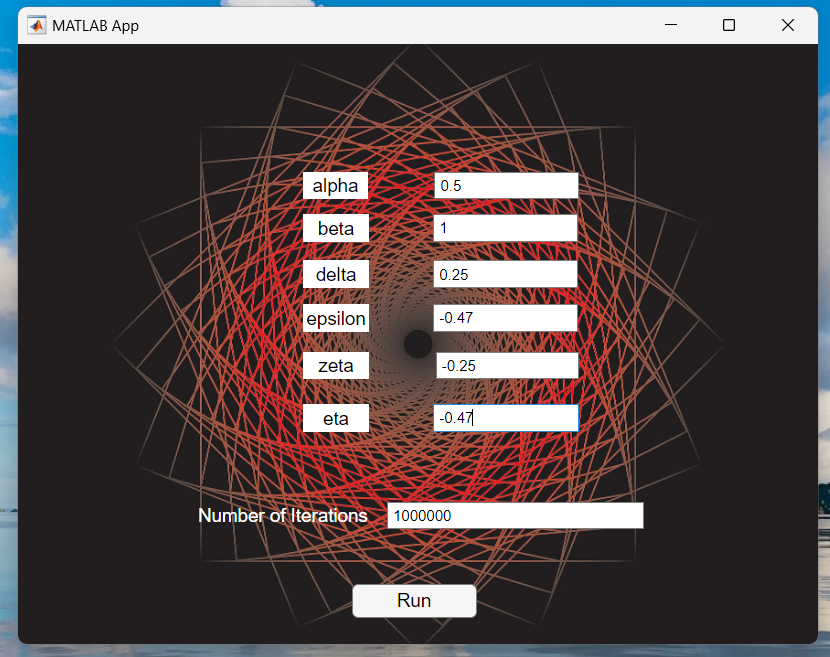 MATLAB App
alpha 0.5
beta 1
delta 0.25
epsilon -0.47
zeta -0.25
eta -0.47
Number of Iterations 1000000
Run